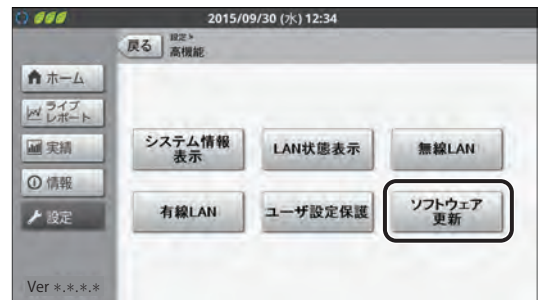 2015/09/30 (水) 12:34
戻る
設定>
高機能
ホーム
ライブ
レポート
実績
情報
設定
システム情報
表示
LAN状態表示
無線LAN
有線LAN
ユーザ設定保護
ソフトウェア
更新
Ver *.*.*.*